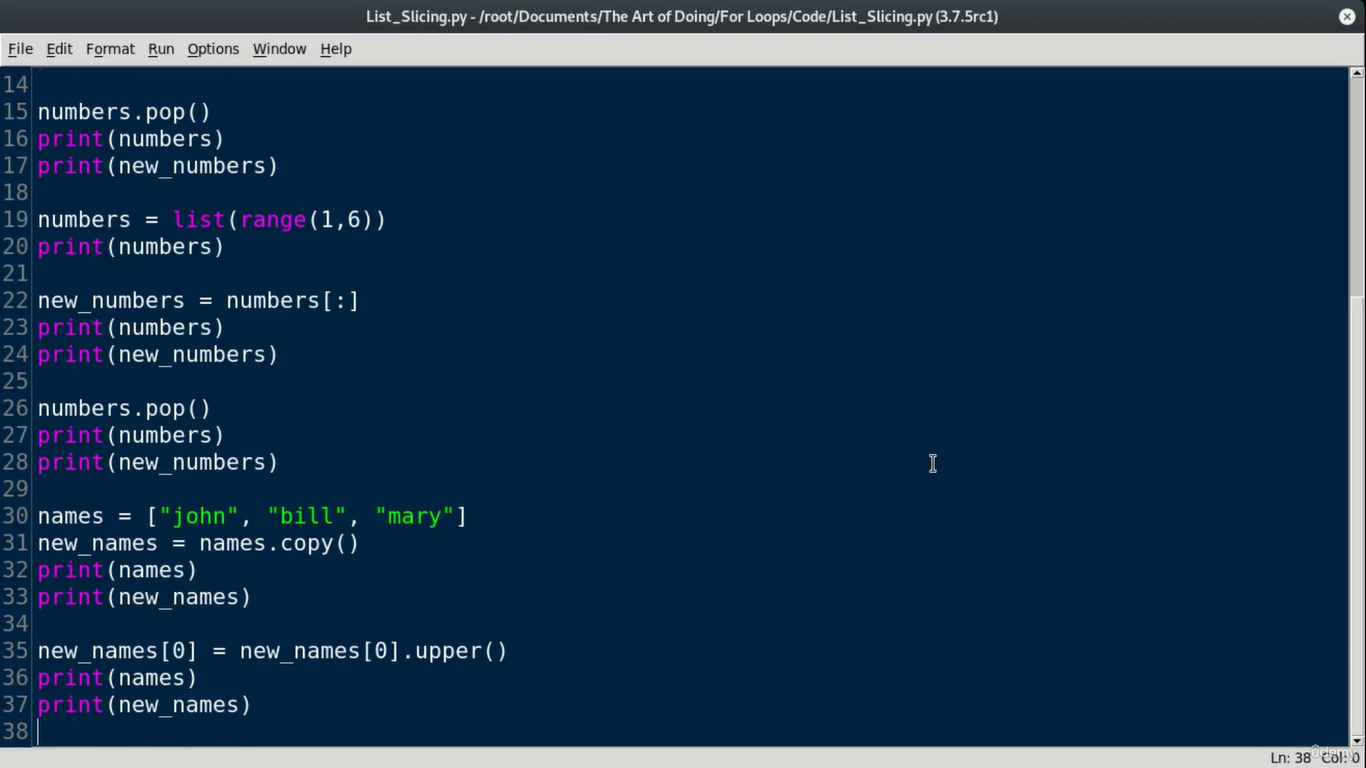 List_Slicing.py - /root/Documents/The Art of Doing/For Loops/Code/List_Slicing.py (3.7.5rc1)
File Edit Format Run Options Window Help
14
15 numbers.pop()
16 print(numbers)
17 print(new_numbers)
18
19 numbers = list(range(1,6))
20 print(numbers)
21
22 new_numbers = numbers[:]
23 print(numbers)
24 print(new_numbers)
25
26 numbers.pop()
27 print(numbers)
28 print(new_numbers)
29
30 names = ["john", "bill", "mary"]
31 new_names = names.copy()
32 print(names)
33 print(new_names)
34
35 new_names[0] = new_names[0].upper()
36 print(names)
37 print(new_names)
38
Ln: 38 Col: 0
Udemy